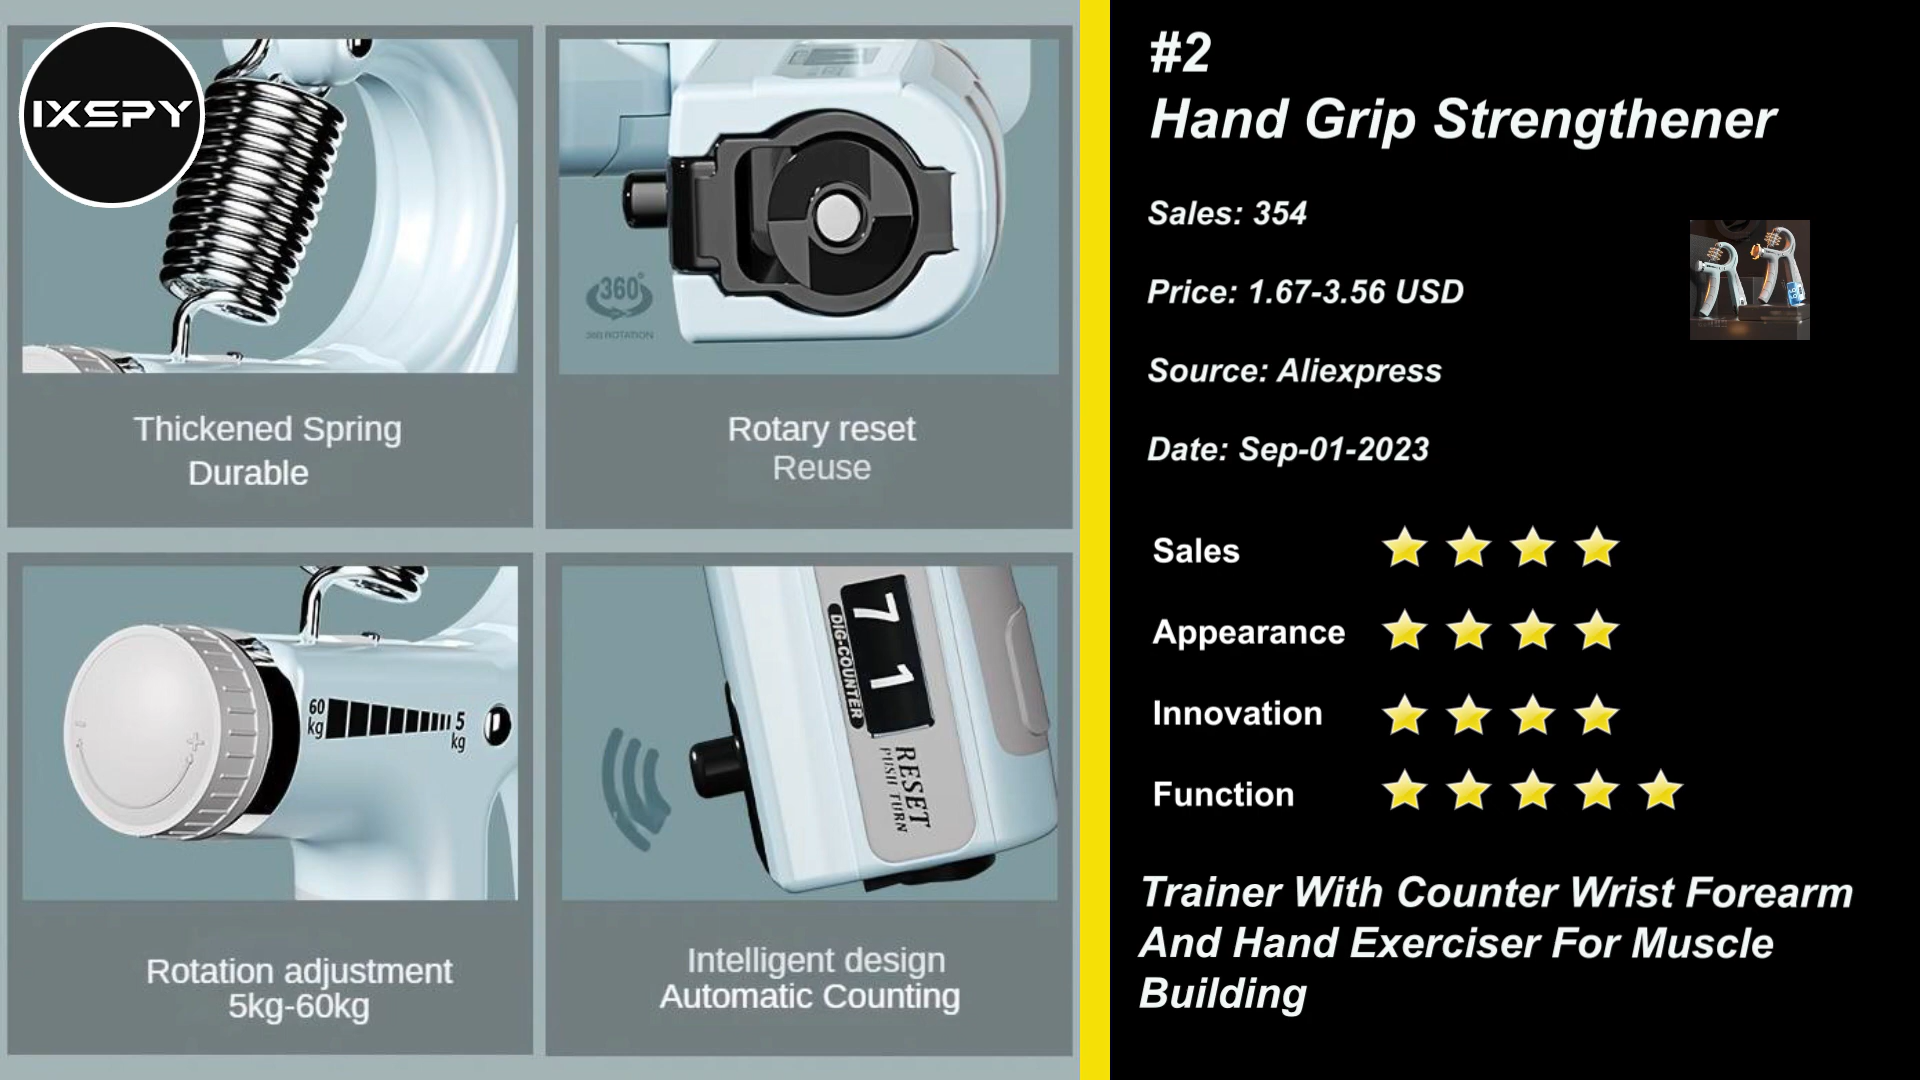 IXSPY
360°
360 ROTATION
Thickened Spring
Durable
Rotary reset
Reuse
60
kg
5
kg
7 1
DIG-COUNTER
RESET
PUSH TURN
Rotation adjustment
5kg-60kg
Intelligent design
Automatic Counting
#2
Hand Grip Strengthener
Sales: 354
Price: 1.67-3.56 USD
Source: Aliexpress
Date: Sep-01-2023
Sales
Appearance
Innovation
Function
Trainer With Counter Wrist Forearm
And Hand Exerciser For Muscle
Building